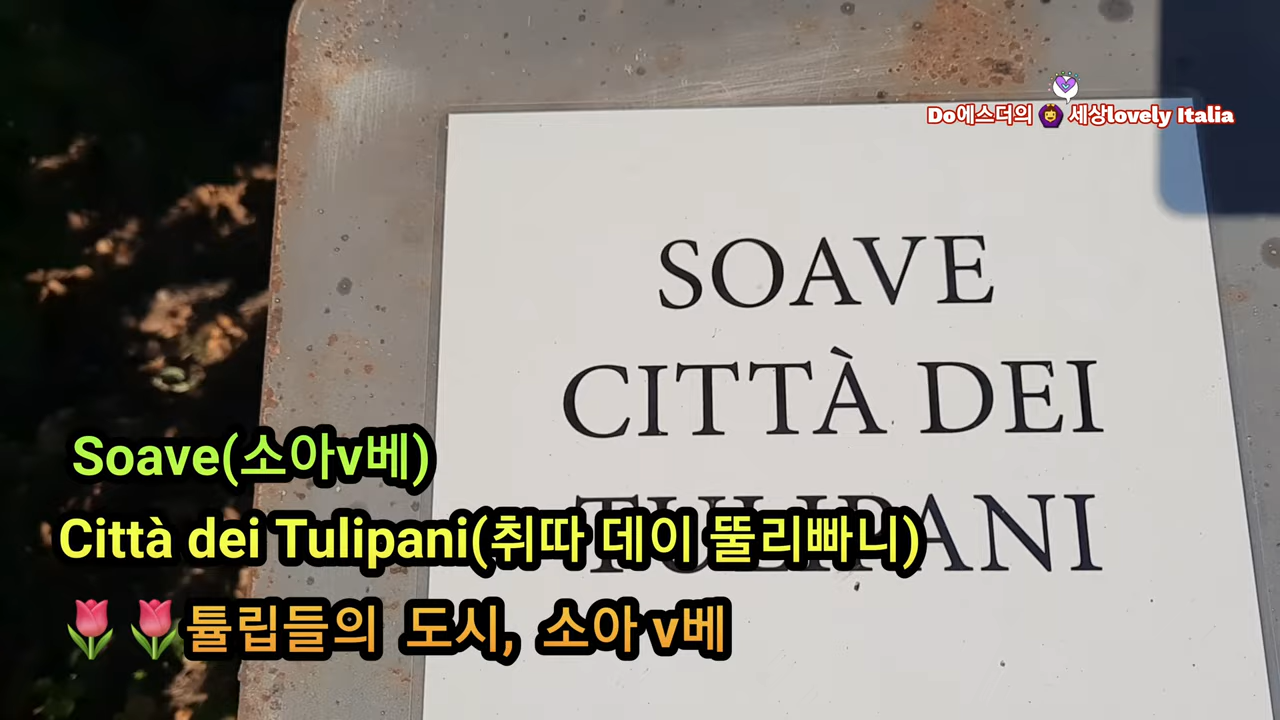 Do에스더의 🙆‍♀️ 세상lovely Italia
SOAVE
CITTÀ DEI
TULIPANI
Soave(소아v베)
Città dei Tulipani(취따 데이 뚤리빠니)
🌷🌷튤립들의 도시, 소아 v베